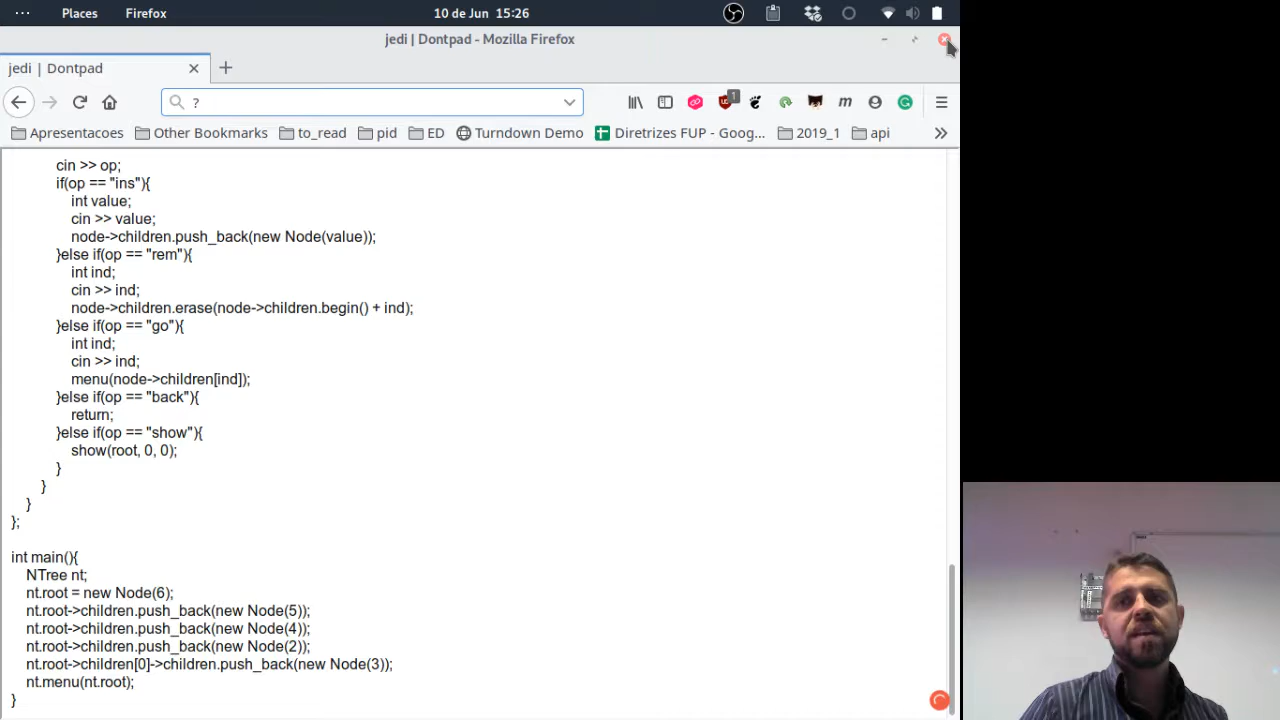 ··· Places Firefox 10 de Jun 15:26
jedi | Dontpad - Mozilla Firefox
jedi | Dontpad
?
1 m
Apresentacoes Other Bookmarks to_read pid ED Turndown Demo Diretrizes FUP - Goog... 2019_1 api
cin >> op;
if(op == "ins"){
int value;
cin >> value;
node->children.push_back(new Node(value));
}else if(op == "rem"){
int ind;
cin >> ind;
node->children.erase(node->children.begin() + ind);
}else if(op == "go"){
int ind;
cin >> ind;
menu(node->children[ind]);
}else if(op == "back"){
return;
}else if(op == "show"){
show(root, 0, 0);
}
}
}
};
int main(){
NTree nt;
nt.root = new Node(6);
nt.root->children.push_back(new Node(5));
nt.root->children.push_back(new Node(4));
nt.root->children.push_back(new Node(2));
nt.root->children[0]->children.push_back(new Node(3));
nt.menu(nt.root);
}